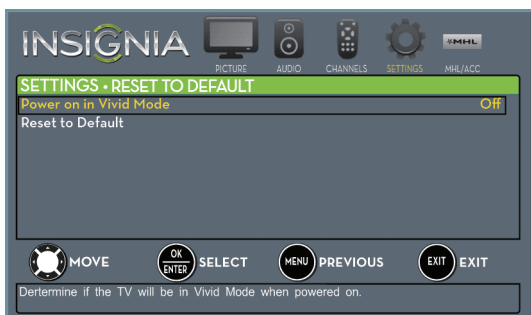 INSIGNIA
PICTURE AUDIO CHANNELS SETTINGS MHL MHL/ACC
SETTINGS • RESET TO DEFAULT
Power on in Vivid Mode Off
Reset to Default
MOVE OK ENTER SELECT MENU PREVIOUS EXIT EXIT
Dertermine if the TV will be in Vivid Mode when powered on.